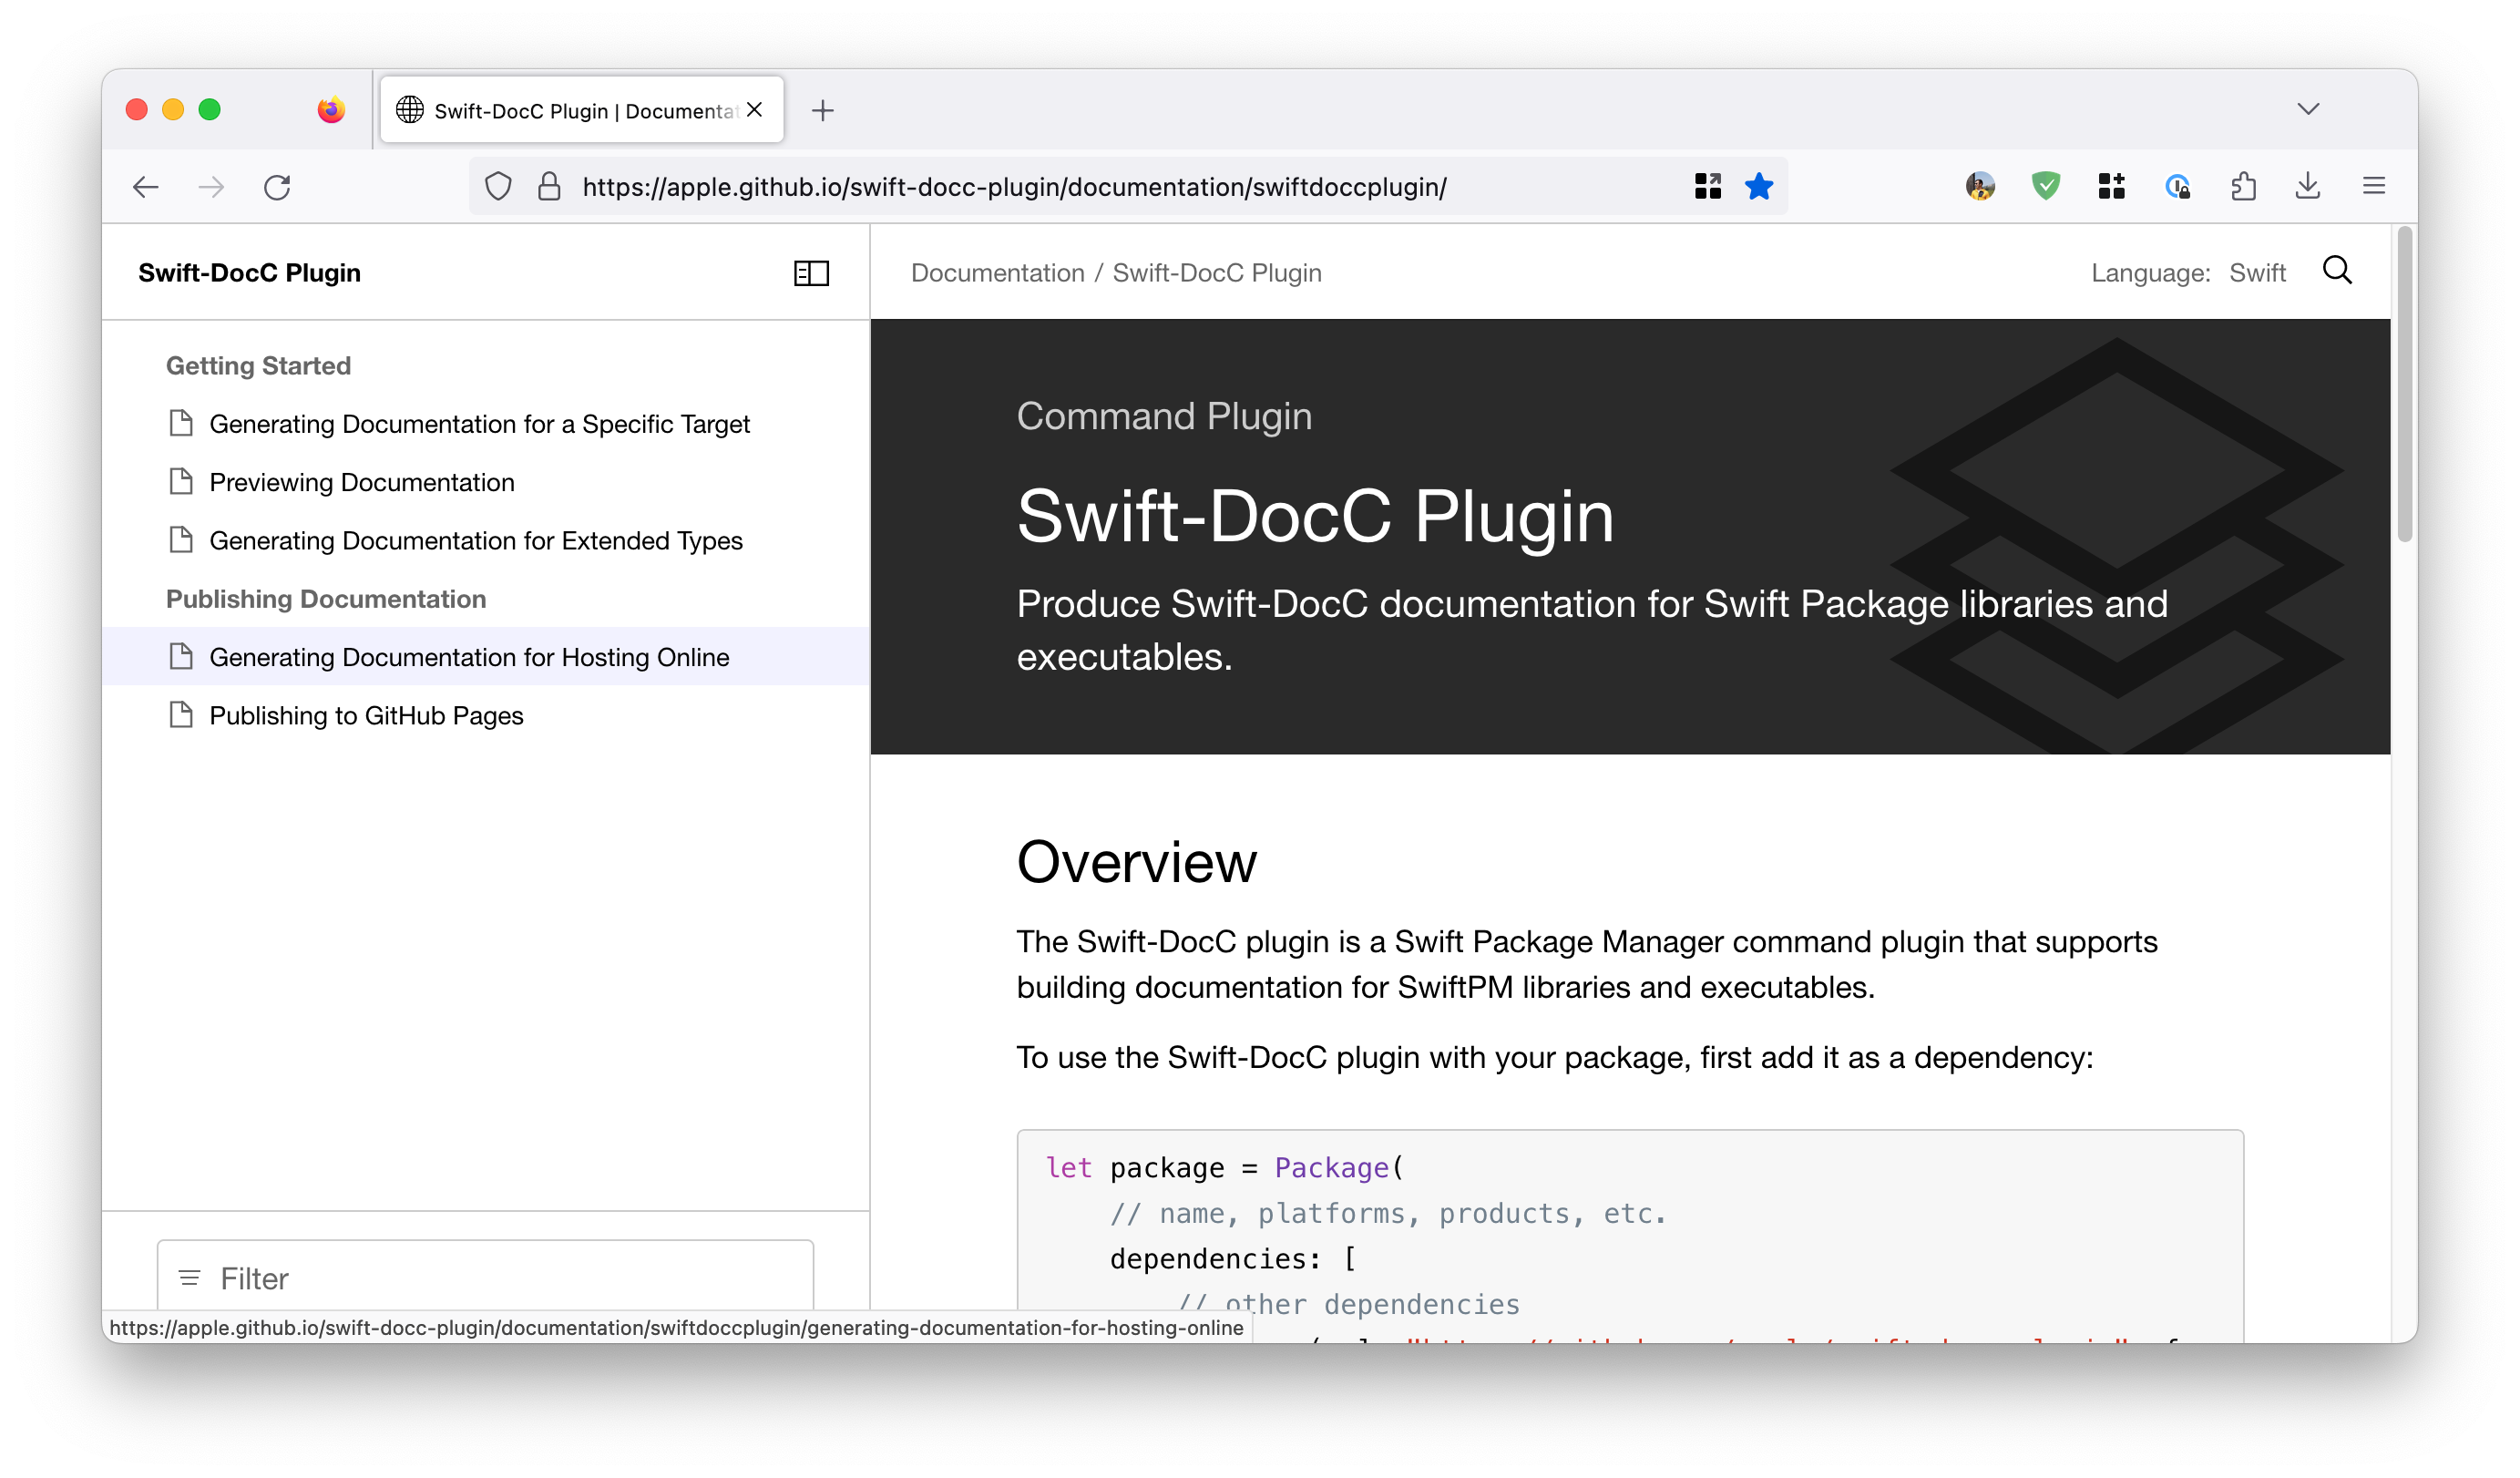 Swift-DocC Plugin | Documentat
https://apple.github.io/swift-docc-plugin/documentation/swiftdoccplugin/
Swift-DocC Plugin
Documentation / Swift-DocC Plugin
Language: Swift
Getting Started
Generating Documentation for a Specific Target
Previewing Documentation
Generating Documentation for Extended Types
Publishing Documentation
Generating Documentation for Hosting Online
Publishing to GitHub Pages
Filter
Command Plugin
Swift-DocC Plugin
Produce Swift-DocC documentation for Swift Package libraries and
executables.
Overview
The Swift-DocC plugin is a Swift Package Manager command plugin that supports
building documentation for SwiftPM libraries and executables.
To use the Swift-DocC plugin with your package, first add it as a dependency:
let package = Package(
// name, platforms, products, etc.
dependencies: [
// other dependencies
https://apple.github.io/swift-docc-plugin/documentation/swiftdoccplugin/generating-documentation-for-hosting-online